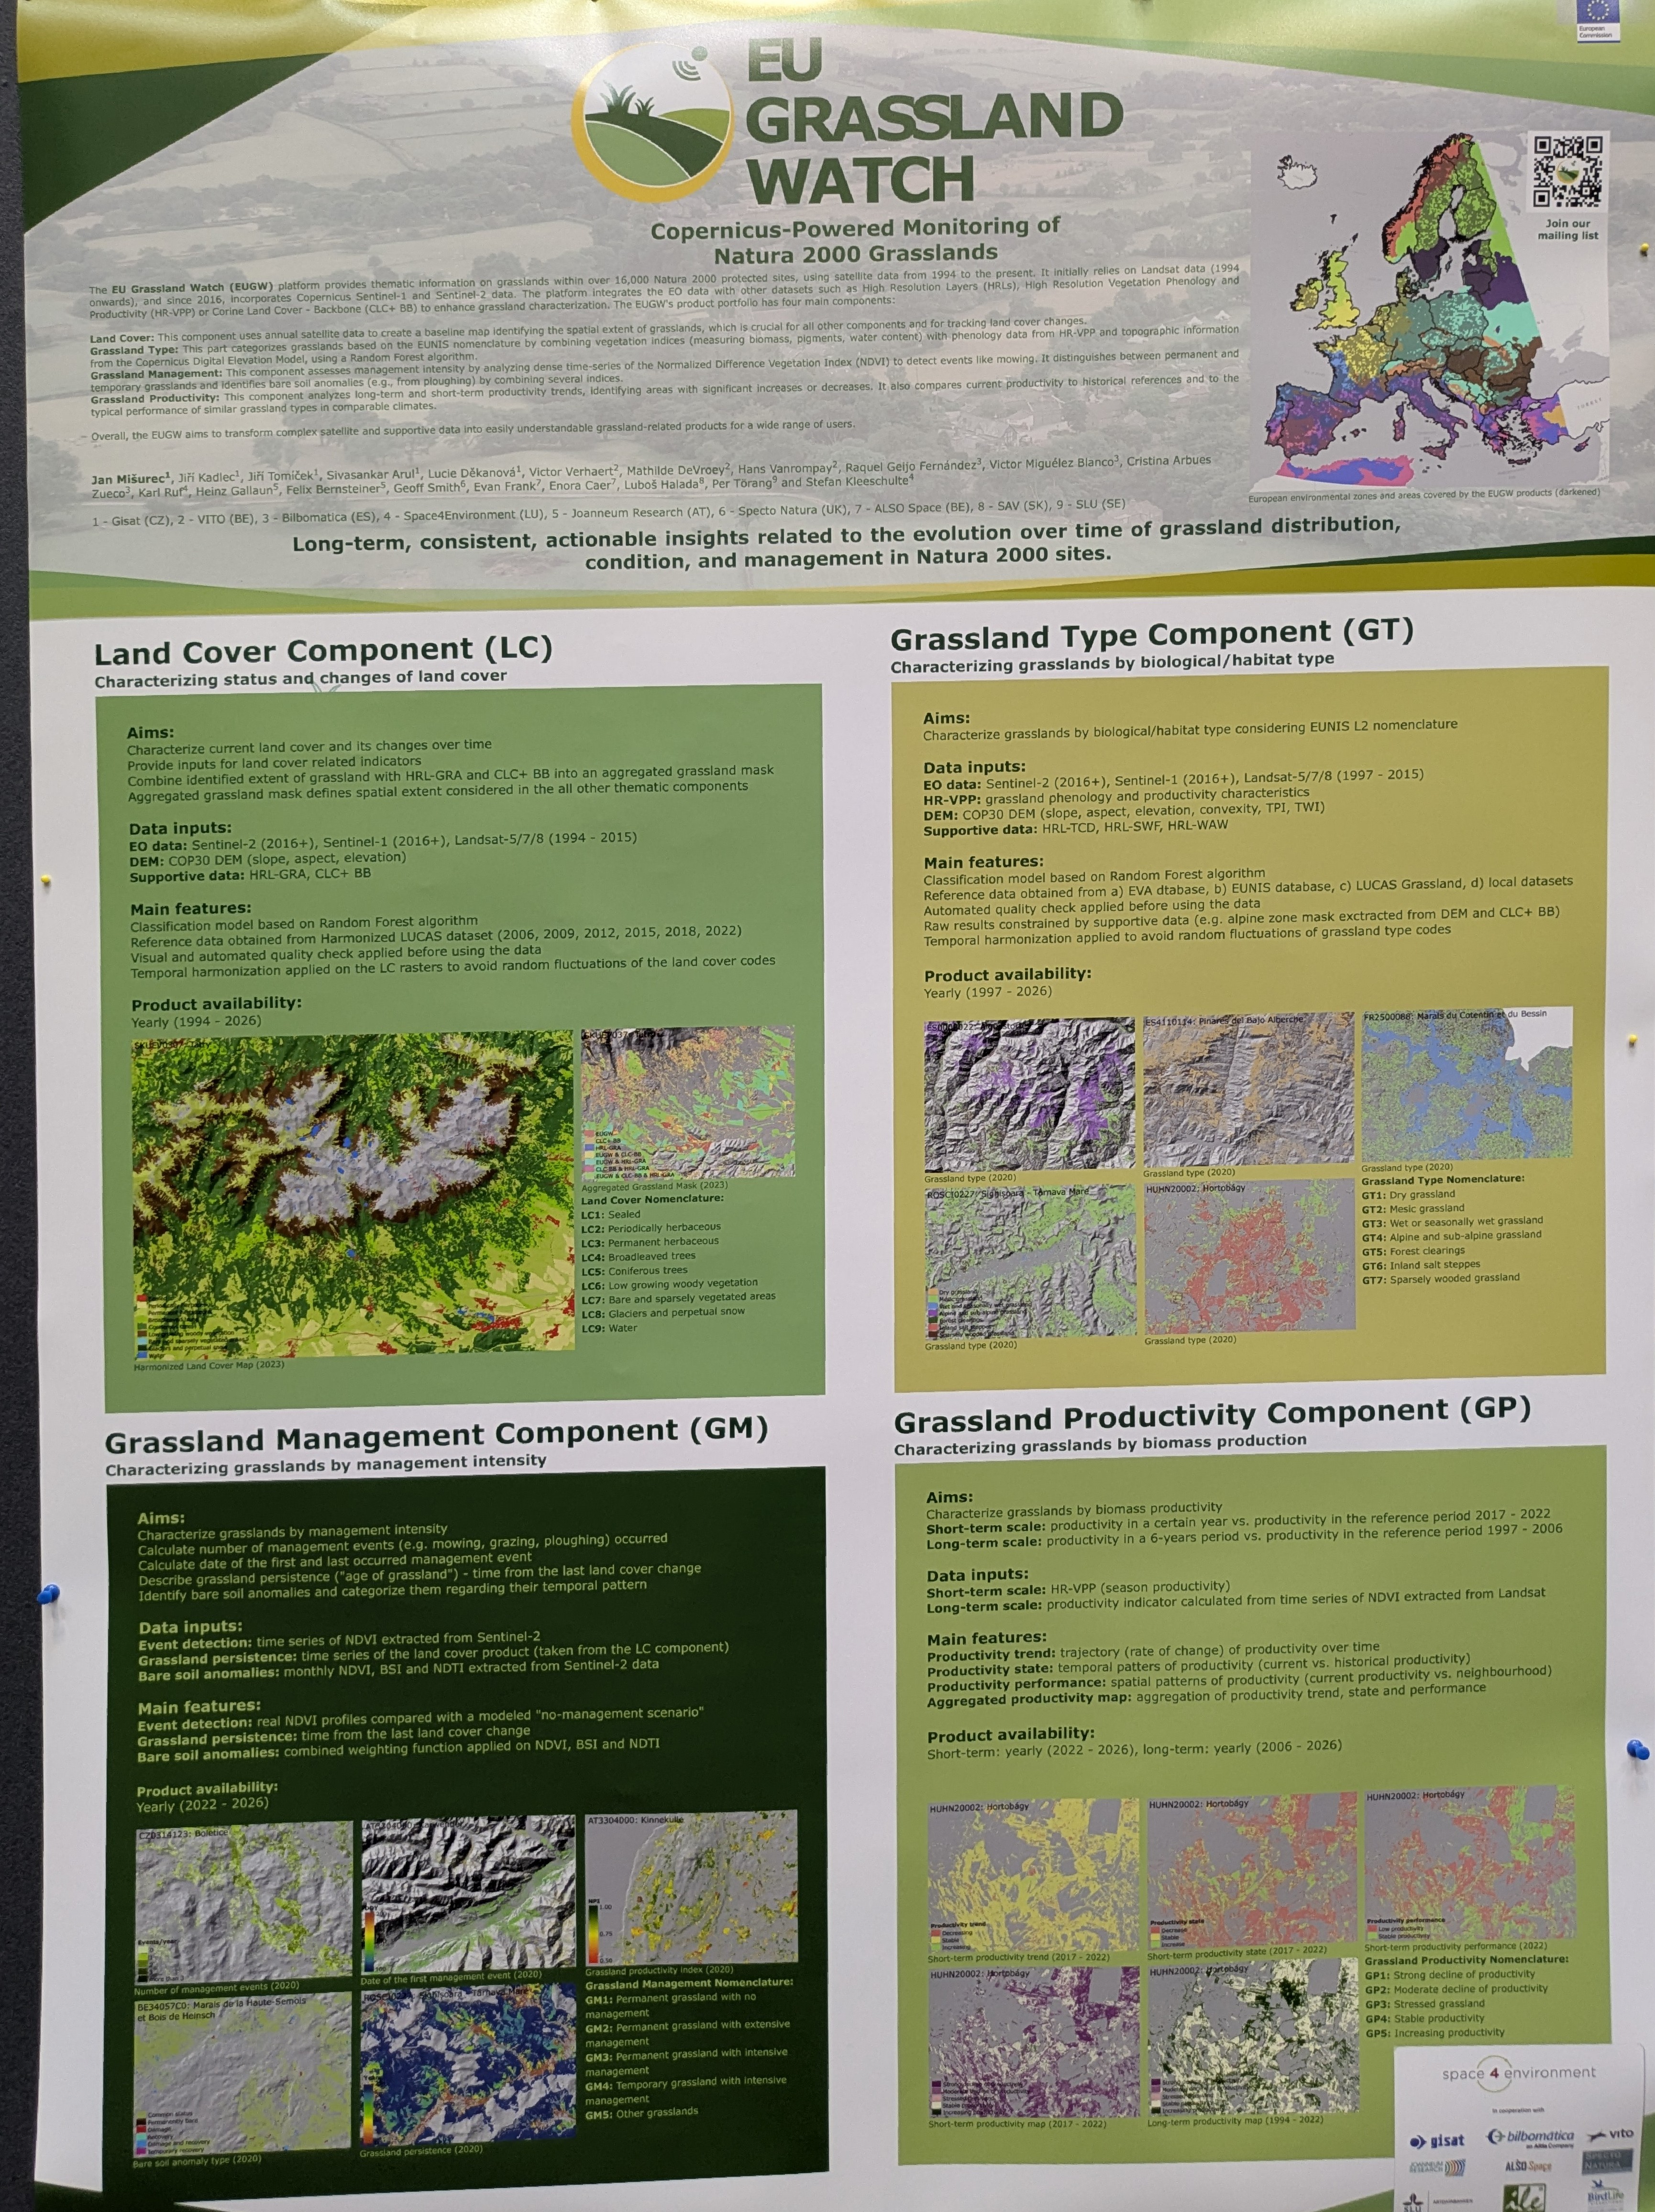 European
Commission
EU
GRASSLAND
WATCH
Copernicus-Powered Monitoring of
Natura 2000 Grasslands
Join our
mailing list
The EU Grassland Watch (EUGW) platform provides thematic information on grasslands within over 16,000 Natura 2000 protected sites, using satellite data from 1994 to the present. It initially relies on Landsat data (1994
onwards), and since 2016, incorporates Copernicus Sentinel-1 and Sentinel-2 data. The platform integrates the EO data with other datasets such as High Resolution Layers (HRLs), High Resolution Vegetation Phenology and
Productivity (HR-VPP) or Corine Land Cover - Backbone (CLC+ BB) to enhance grassland characterization. The EUGW's product portfolio has four main components:
Land Cover: This component uses annual satellite data to create a baseline map identifying the spatial extent of grasslands, which is crucial for all other components and for tracking land cover changes.
Grassland Type: This part categorizes grasslands based on the EUNIS nomenclature by combining vegetation indices (measuring biomass, pigments, water content) with phenology data from HR-VPP and topographic information
from the Copernicus Digital Elevation Model, using a Random Forest algorithm.
Grassland Management: This component assesses management intensity by analyzing dense time-series of the Normalized Difference Vegetation Index (NDVI) to detect events like mowing. It distinguishes between permanent and
temporary grasslands and identifies bare soil anomalies (e.g., from ploughing) by combining several indices.
Grassland Productivity: This component analyzes long-term and short-term productivity trends, identifying areas with significant increases or decreases. It also compares current productivity to historical references and to the
typical performance of similar grassland types in comparable climates.
Overall, the EUGW aims to transform complex satellite and supportive data into easily understandable grassland-related products for a wide range of users.
Jan Mišurec¹, Jiří Kadlec¹, Jiří Tomíček¹, Sivasankar Arul¹, Lucie Děkanová¹, Victor Verhaert², Mathilde DeVroey², Hans Vanrompay², Raquel Geijo Fernández³, Victor Miguélez Blanco³, Cristina Arbues
Zueco³, Karl Ruf⁴, Heinz Gallaun⁵, Felix Bernsteiner⁵, Geoff Smith⁶, Evan Frank⁷, Enora Caer⁷, Luboš Halada⁸, Per Törang⁹ and Stefan Kleeschulte⁴
1 - Gisat (CZ), 2 - VITO (BE), 3 - Bilbomatica (ES), 4 - Space4Environment (LU), 5 - Joanneum Research (AT), 6 - Specto Natura (UK), 7 - ALSO Space (BE), 8 - SAV (SK), 9 - SLU (SE)
European environmental zones and areas covered by the EUGW products (darkened)
Long-term, consistent, actionable insights related to the evolution over time of grassland distribution,
condition, and management in Natura 2000 sites.
Land Cover Component (LC)
Characterizing status and changes of land cover
Aims:
Characterize current land cover and its changes over time
Provide inputs for land cover related indicators
Combine identified extent of grassland with HRL-GRA and CLC+ BB into an aggregated grassland mask
Aggregated grassland mask defines spatial extent considered in the all other thematic components
Data inputs:
EO data: Sentinel-2 (2016+), Sentinel-1 (2016+), Landsat-5/7/8 (1994 - 2015)
DEM: COP30 DEM (slope, aspect, elevation)
Supportive data: HRL-GRA, CLC+ BB
Main features:
Classification model based on Random Forest algorithm
Reference data obtained from Harmonized LUCAS dataset (2006, 2009, 2012, 2015, 2018, 2022)
Visual and automated quality check applied before using the data
Temporal harmonization applied on the LC rasters to avoid random fluctuations of the land cover codes
Product availability:
Yearly (1994 - 2026)
EUGW
CLC+ BB
HRL-GRA
EUGW & CLC-BB
EUGW & HRL-GRA
CLC-BB & HRL-GRA
EUGW & CLC-BB & HRL-GRA
Aggregated Grassland Mask (2023)
Land Cover Nomenclature:
LC1: Sealed
LC2: Periodically herbaceous
LC3: Permanent herbaceous
LC4: Broadleaved trees
LC5: Coniferous trees
LC6: Low growing woody vegetation
LC7: Bare and sparsely vegetated areas
LC8: Glaciers and perpetual snow
LC9: Water
Harmonized Land Cover Map (2023)
Grassland Type Component (GT)
Characterizing grasslands by biological/habitat type
Aims:
Characterize grasslands by biological/habitat type considering EUNIS L2 nomenclature
Data inputs:
EO data: Sentinel-2 (2016+), Sentinel-1 (2016+), Landsat-5/7/8 (1997 - 2015)
HR-VPP: grassland phenology and productivity characteristics
DEM: COP30 DEM (slope, aspect, elevation, convexity, TPI, TWI)
Supportive data: HRL-TCD, HRL-SWF, HRL-WAW
Main features:
Classification model based on Random Forest algorithm
Reference data obtained from a) EVA dtabase, b) EUNIS database, c) LUCAS Grassland, d) local datasets
Automated quality check applied before using the data
Raw results constrained by supportive data (e.g. alpine zone mask exctracted from DEM and CLC+ BB)
Temporal harmonization applied to avoid random fluctuations of grassland type codes
Product availability:
Yearly (1997 - 2026)
ES4110114: Pinares del Bajo Alberche
FR2500088: Marais du Cotentin et du Bessin
Grassland type (2020)
Grassland type (2020)
Grassland type (2020)
ROSCI0227: Sighișoara - Târnava Mare
HUHN20002: Hortobágy
Grassland type (2020)
Grassland type (2020)
Grassland Type Nomenclature:
GT1: Dry grassland
GT2: Mesic grassland
GT3: Wet or seasonally wet grassland
GT4: Alpine and sub-alpine grassland
GT5: Forest clearings
GT6: Inland salt steppes
GT7: Sparsely wooded grassland
Grassland Management Component (GM)
Characterizing grasslands by management intensity
Aims:
Characterize grasslands by management intensity
Calculate number of management events (e.g. mowing, grazing, ploughing) occurred
Calculate date of the first and last occurred management event
Describe grassland persistence ("age of grassland") - time from the last land cover change
Identify bare soil anomalies and categorize them regarding their temporal pattern
Data inputs:
Event detection: time series of NDVI extracted from Sentinel-2
Grassland persistence: time series of the land cover product (taken from the LC component)
Bare soil anomalies: monthly NDVI, BSI and NDTI extracted from Sentinel-2 data
Main features:
Event detection: real NDVI profiles compared with a modeled "no-management scenario"
Grassland persistence: time from the last land cover change
Bare soil anomalies: combined weighting function applied on NDVI, BSI and NDTI
Product availability:
Yearly (2022 - 2026)
CZ0314123: Boletice
AT3304000: Kinnekulle
Events/year
1.00
0.75
Number of management events (2020)
Date of the first management event (2020)
Grassland productivity index (2020)
BE34057C0: Marais de la Haute-Semois
et Bois de Heinsch
Bare soil anomaly type (2020)
Grassland persistence (2020)
Grassland Management Nomenclature:
GM1: Permanent grassland with no
management
GM2: Permanent grassland with extensive
management
GM3: Permanent grassland with intensive
management
GM4: Temporary grassland with intensive
management
GM5: Other grasslands
Grassland Productivity Component (GP)
Characterizing grasslands by biomass production
Aims:
Characterize grasslands by biomass productivity
Short-term scale: productivity in a certain year vs. productivity in the reference period 2017 - 2022
Long-term scale: productivity in a 6-years period vs. productivity in the reference period 1997 - 2006
Data inputs:
Short-term scale: HR-VPP (season productivity)
Long-term scale: productivity indicator calculated from time series of NDVI extracted from Landsat
Main features:
Productivity trend: trajectory (rate of change) of productivity over time
Productivity state: temporal patters of productivity (current vs. historical productivity)
Productivity performance: spatial patterns of productivity (current productivity vs. neighbourhood)
Aggregated productivity map: aggregation of productivity trend, state and performance
Product availability:
Short-term: yearly (2022 - 2026), long-term: yearly (2006 - 2026)
HUHN20002: Hortobágy
HUHN20002: Hortobágy
HUHN20002: Hortobágy
Productivity trend
Decreasing
Stable
Increasing
Productivity state
Decrease
Stable
Increase
Productivity performance
Low productivity
Stable productivity
Short-term productivity trend (2017 - 2022)
Short-term productivity state (2017 - 2022)
Short-term productivity performance (2022)
HUHN20002: Hortobágy
HUHN20002: Hortobágy
Short-term productivity map (2017 - 2022)
Long-term productivity map (1994 - 2022)
Grassland Productivity Nomenclature:
GP1: Strong decline of productivity
GP2: Moderate decline of productivity
GP3: Stressed grassland
GP4: Stable productivity
GP5: Increasing productivity
space 4 environment
in cooperation with
gisat
bilbomatica
vito
JOANNEUM
RESEARCH
ALSO Space
SPECTO
NATURA
SLU
ile
BirdLife